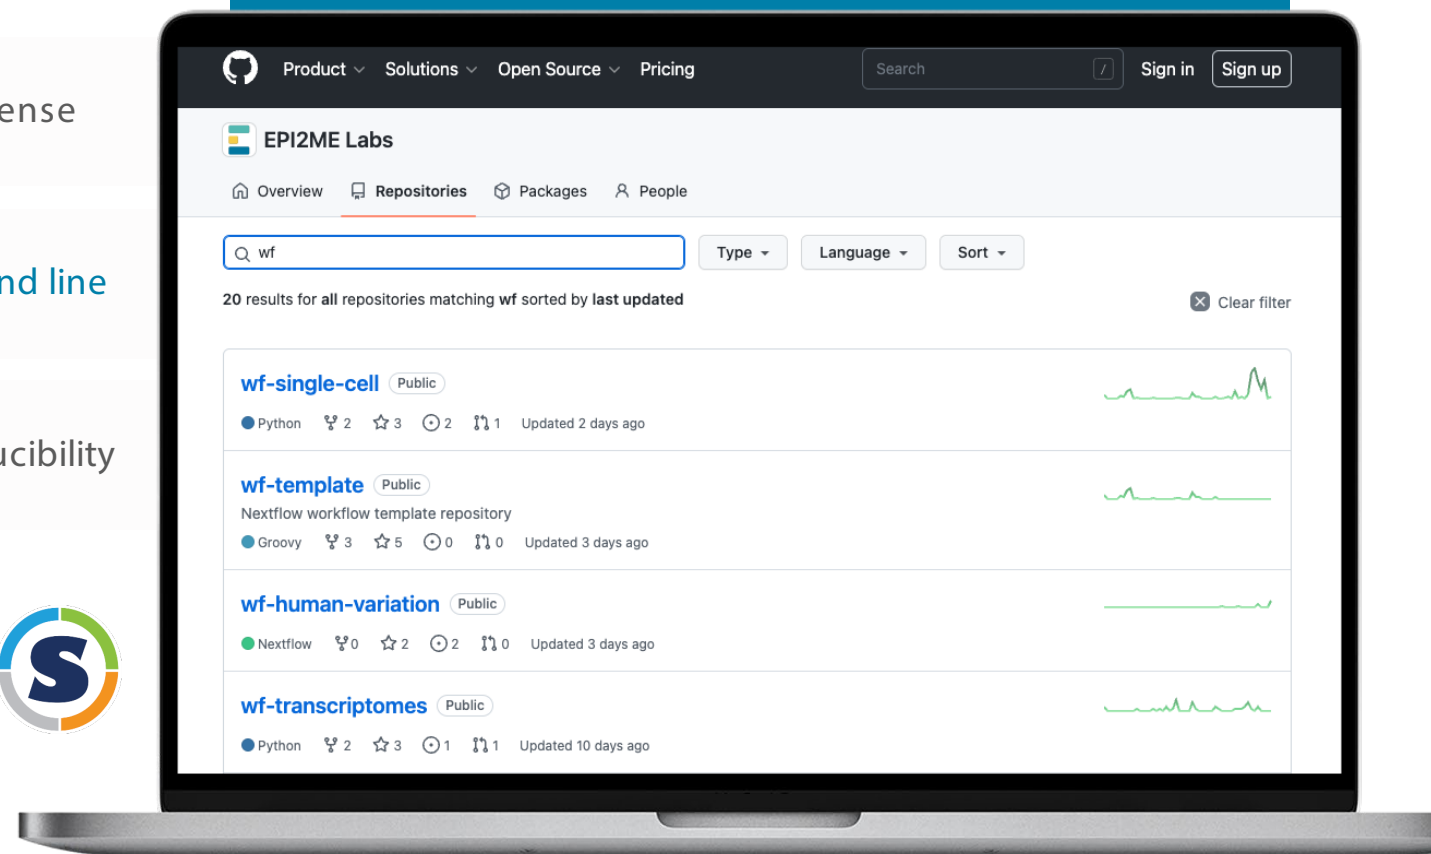 ense
nd line
ucibility
S
Product Solutions Open Source Pricing Search / Sign in Sign up
EPI2ME Labs
Overview Repositories Packages People
wf Type Language Sort
20 results for all repositories matching wf sorted by last updated Clear filter
wf-single-cell Public
Python 2 3 2 1 Updated 2 days ago
wf-template Public
Nextflow workflow template repository
Groovy 3 5 0 0 Updated 3 days ago
wf-human-variation Public
Nextflow 0 2 2 0 Updated 3 days ago
wf-transcriptomes Public
Python 2 3 1 1 Updated 10 days ago